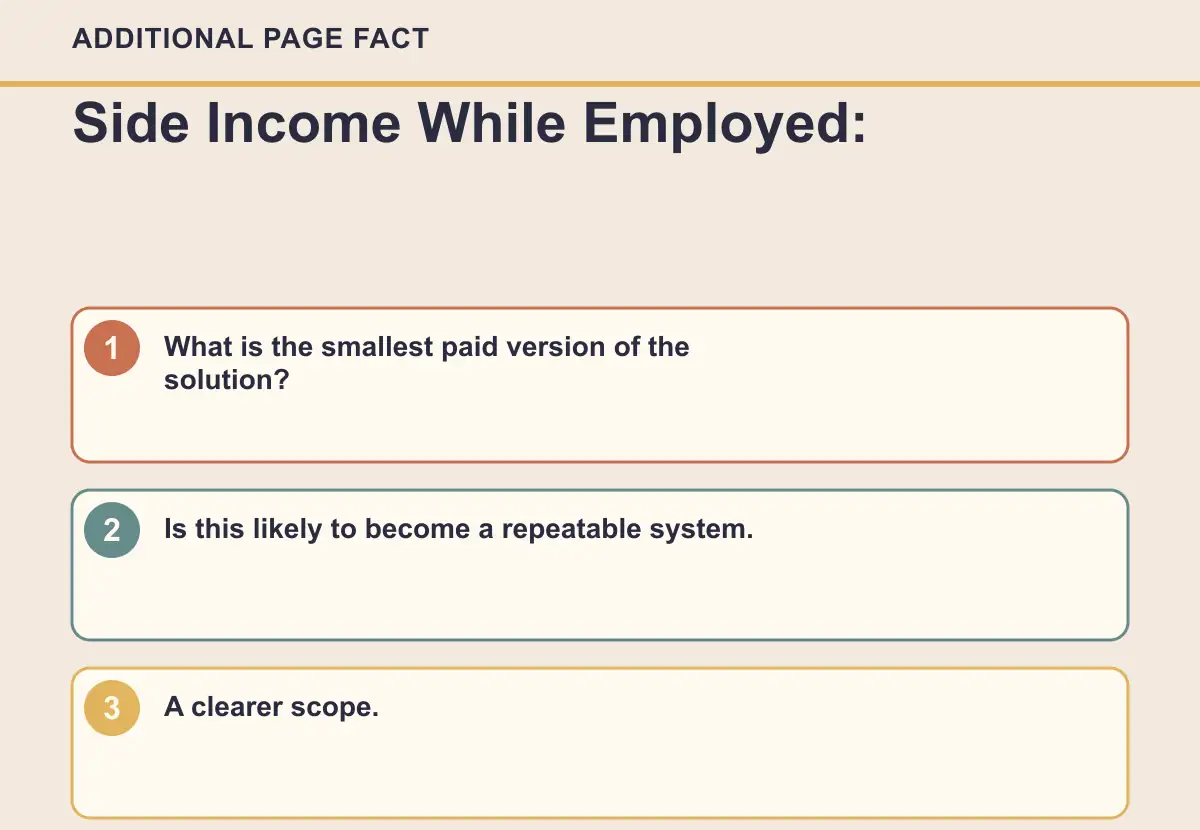 ADDITIONAL PAGE FACT
Side Income While Employed:
1
What is the smallest paid version of the
solution?
2
Is this likely to become a repeatable system.
3
A clearer scope.